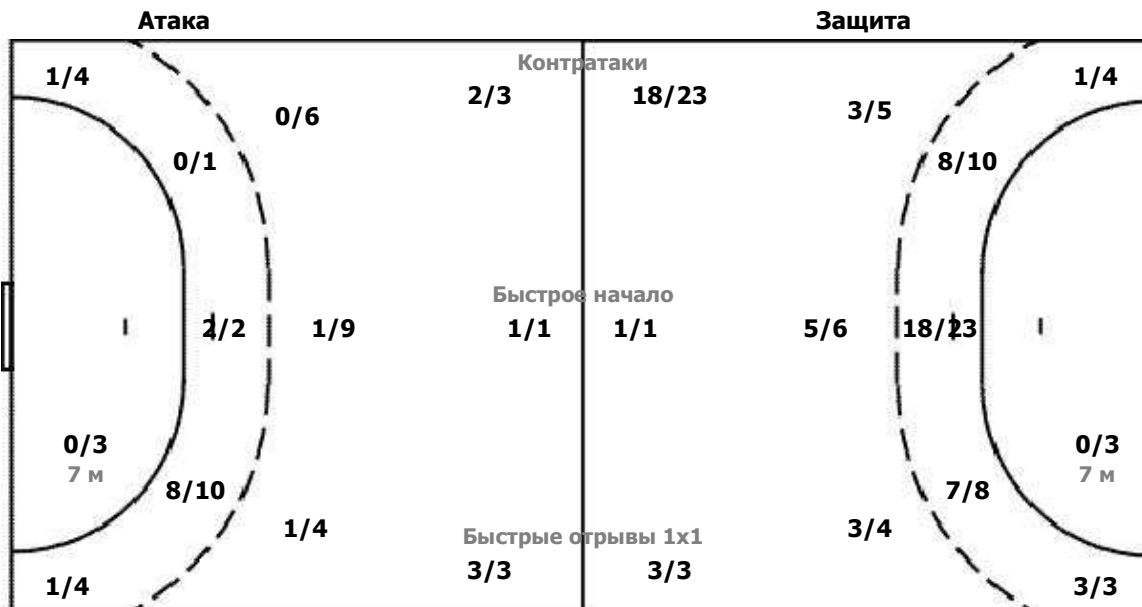 Атака Защита
Контратаки
1/4 2/3 18/23 1/4
0/6 3/5
0/1 8/10
Быстрое начало
2/2 1/9 1/1 1/1 5/6 18/23
0/3 0/3
7 м 7 м
8/10 7/8
1/4 Быстрые отрывы 1x1 3/4
1/4 3/3 3/3 3/3